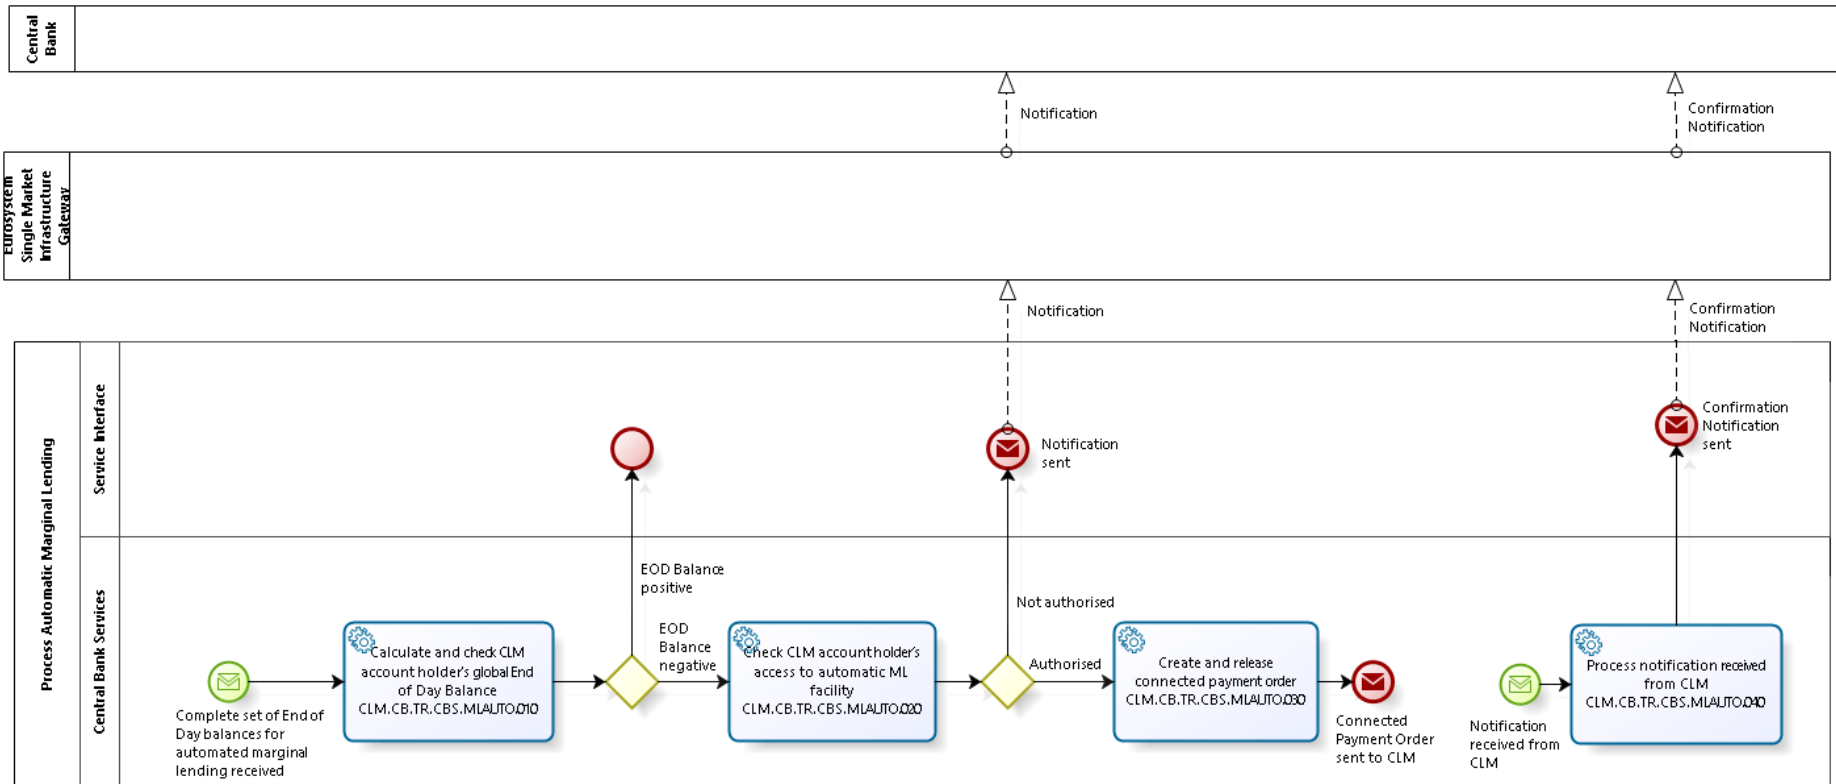 Central
Bank
Notification
Confirmation
Notification
Eurosystem
Single Market
Infrastructure
Gateway
Notification
Confirmation
Notification
Process Automatic Marginal Lending
Service Interface
Notification
sent
Confirmation
Notification
sent
Central Bank Services
EOD Balance
positive
EOD
Balance
negative
Not authorised
Authorised
Complete set of End of
Day balances for
automated marginal
lending received
Calculate and check CLM
account holder's global End
of Day Balance
CLM.CB.TR.CBS.MLAUTO.010
Check CLM account holder's
access to automatic ML
facility
CLM.CB.TR.CBS.MLAUTO.020
Create and release
connected payment order
CLM.CB.TR.CBS.MLAUTO.030
Connected
Payment Order
sent to CLM
Notification
received from
CLM
Process notification received
from CLM
CLM.CB.TR.CBS.MLAUTO.040